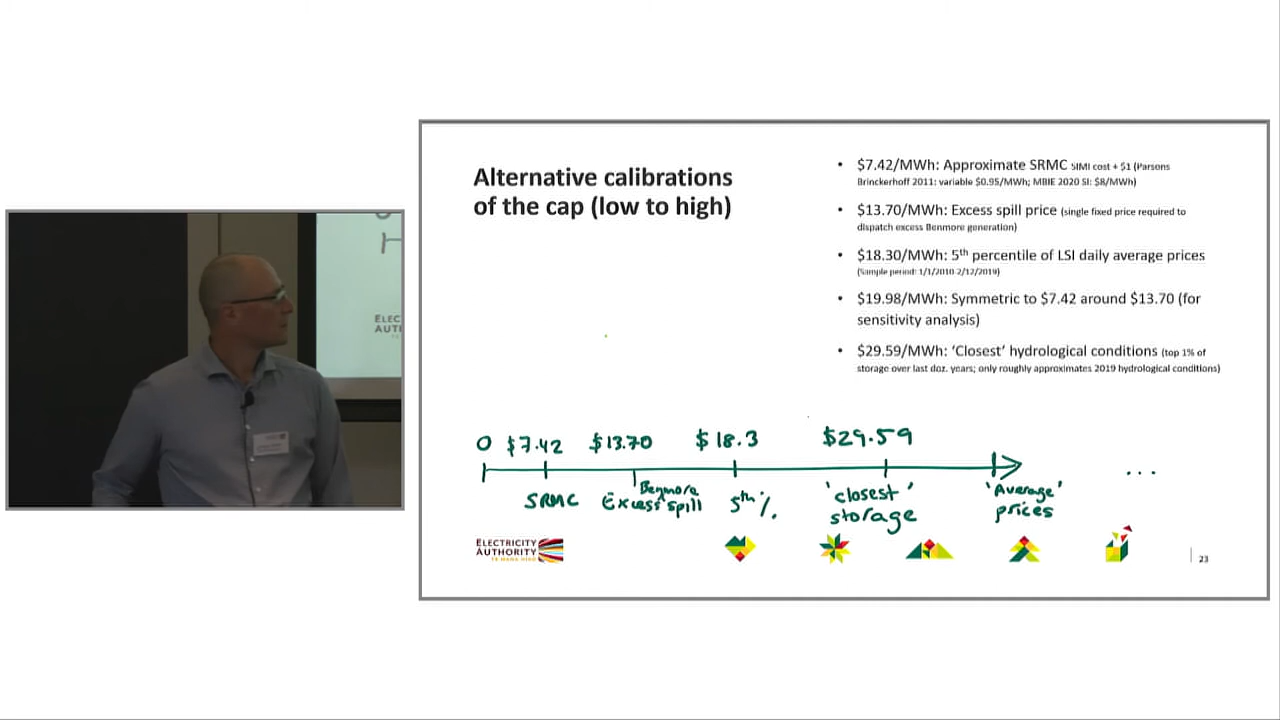 Alternative calibrations
of the cap (low to high)
• $7.42/MWh: Approximate SRMC SIMI cost + $1 (Parsons
Brinckerhoff 2011: variable $0.95/MWh; MBIE 2020 SI: $8/MWh)
• $13.70/MWh: Excess spill price (single fixed price required to
dispatch excess Benmore generation)
• $18.30/MWh: 5th percentile of LSI daily average prices
(Sample period: 1/1/2010-2/12/2019)
• $19.98/MWh: Symmetric to $7.42 around $13.70 (for
sensitivity analysis)
• $29.59/MWh: 'Closest' hydrological conditions (top 1% of
storage over last doz. years; only roughly approximates 2019 hydrological conditions)
0 $7.42 $13.70 $18.3 $29.59
...
SRMC Benmore Excess spill 5th %. 'closest' storage 'Average' prices
ELECTRICITY
AUTHORITY
TE MANA HIKO
23
ELEC
AUTI